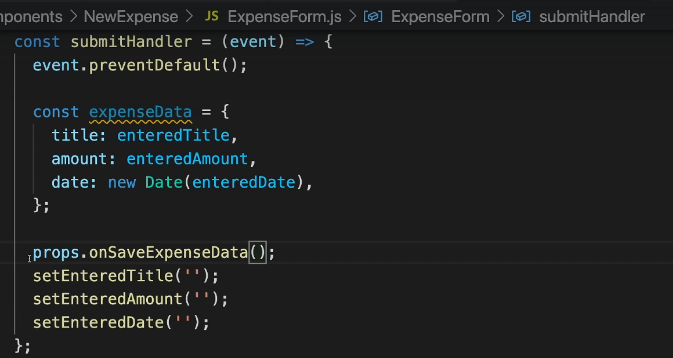 ponents > NewExpense > JS ExpenseForm.js > ExpenseForm > submitHandler
const submitHandler = (event) => {
event.preventDefault();
const expenseData = {
title: enteredTitle,
amount: enteredAmount,
date: new Date(enteredDate),
};
props.onSaveExpenseData();
setEnteredTitle('');
setEnteredAmount('');
setEnteredDate('');
};